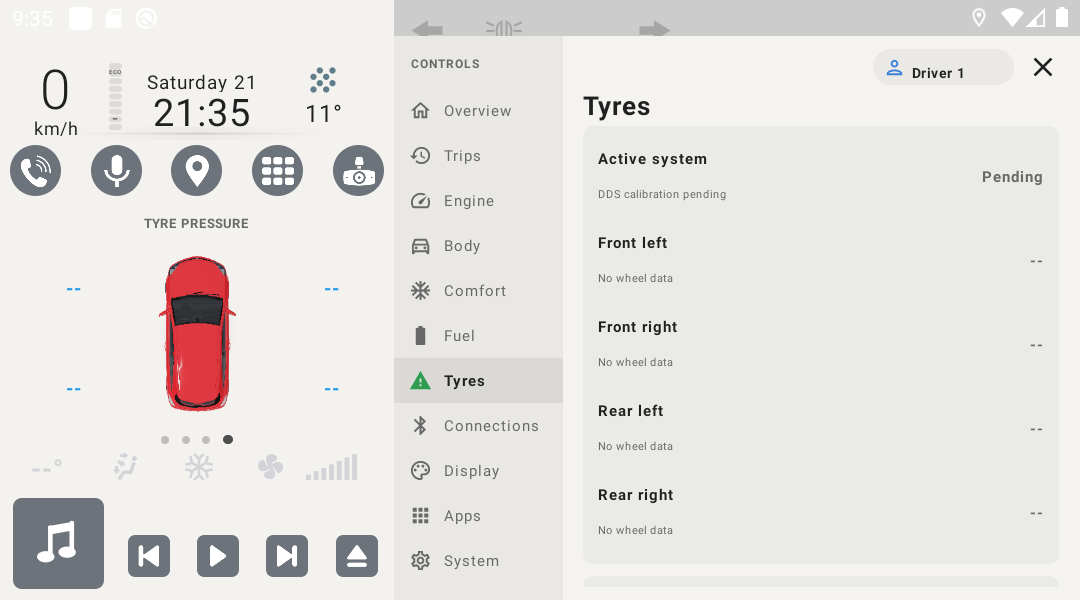 9:35
0
km/h
ECO
Saturday 21
21:35
11°
TYRE PRESSURE
--
--
--
--
--°
CONTROLS
Overview
Trips
Engine
Body
Comfort
Fuel
Tyres
Connections
Display
Apps
System
Driver 1
Tyres
Active system
DDS calibration pending
Pending
Front left
No wheel data
--
Front right
No wheel data
--
Rear left
No wheel data
--
Rear right
No wheel data
--